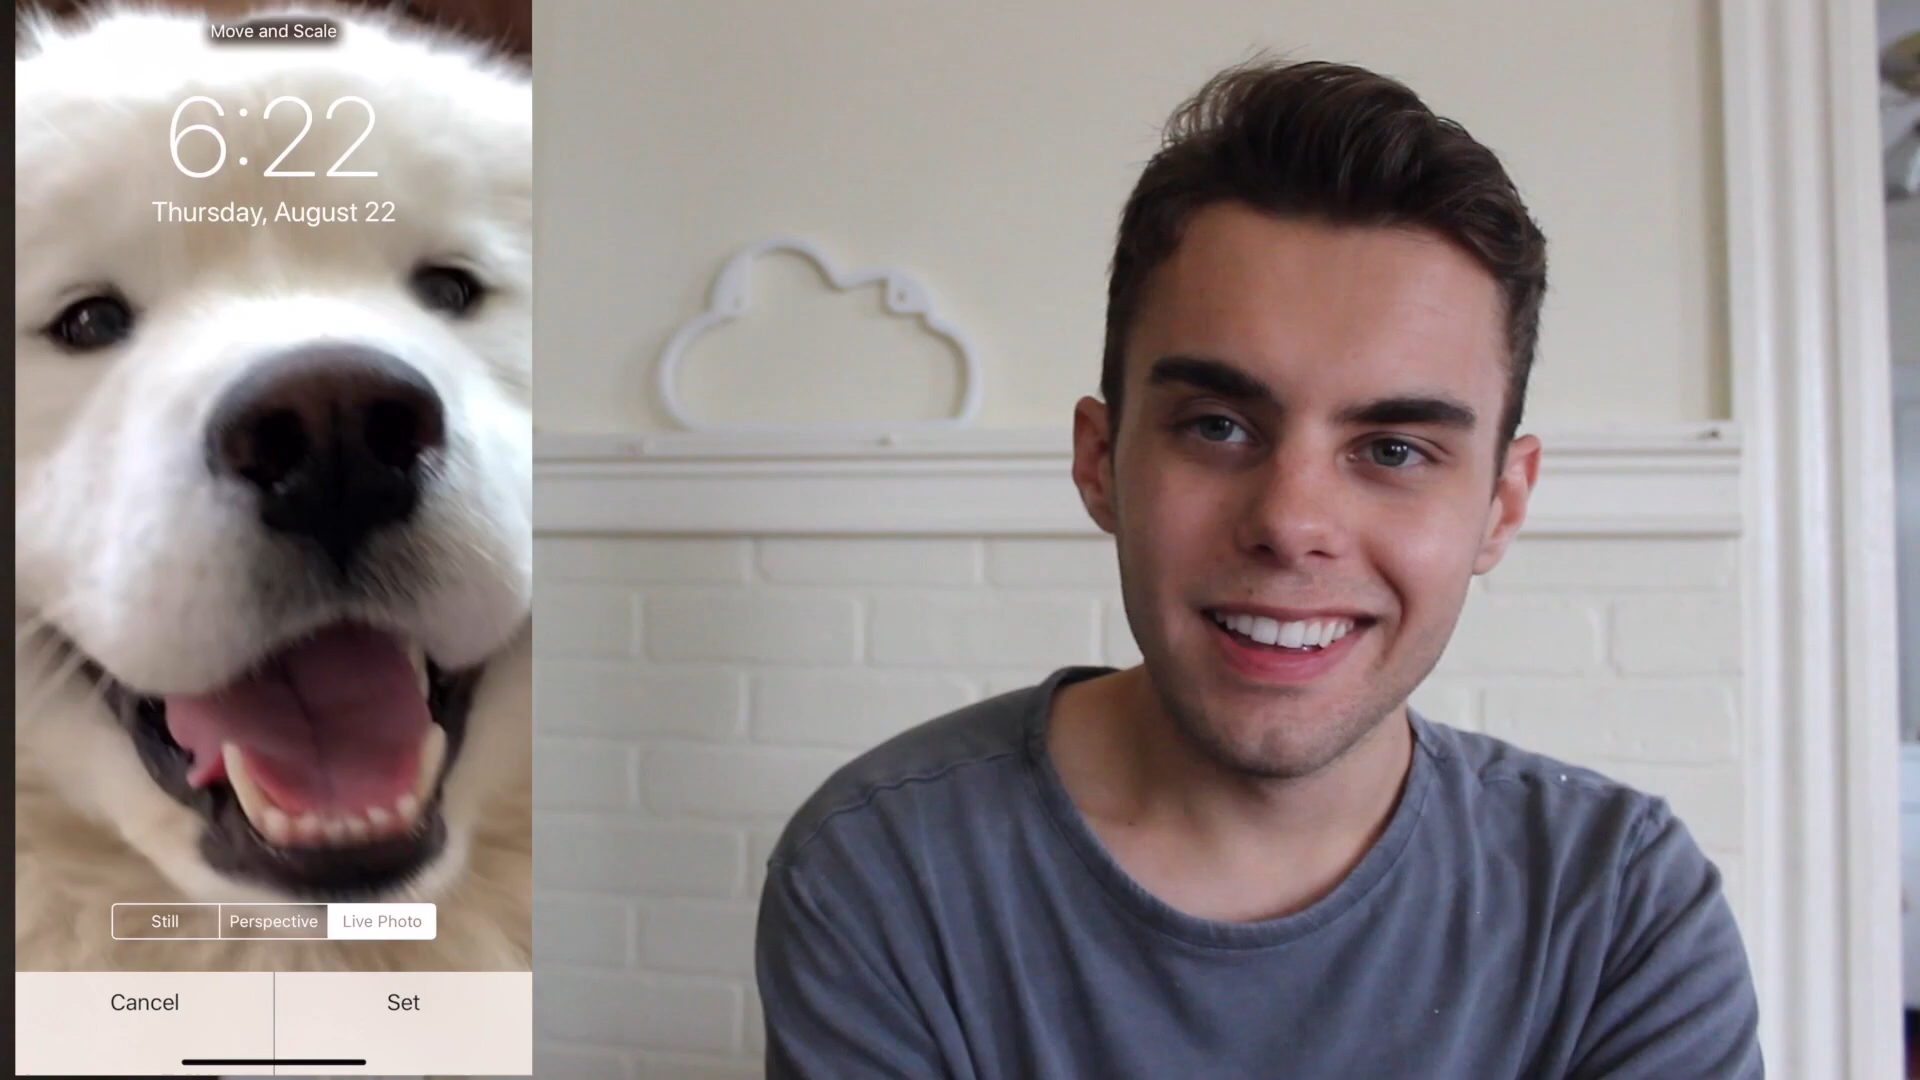 Move and Scale
6:22
Thursday, August 22
Still Perspective Live Photo
Cancel Set